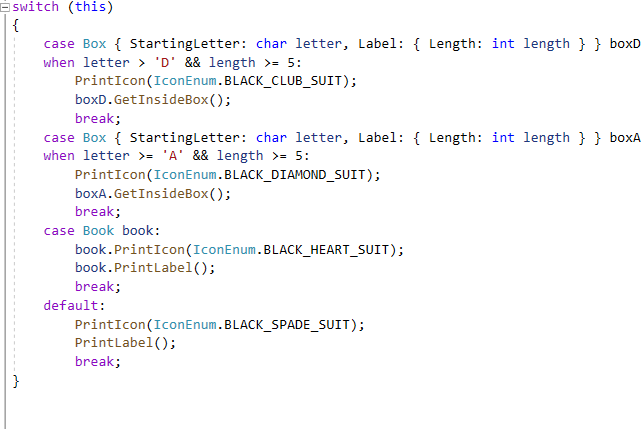 switch (this)
{
case Box { StartingLetter: char letter, Label: { Length: int length } } boxD
when letter > 'D' && length >= 5:
PrintIcon(IconEnum.BLACK_CLUB_SUIT);
boxD.GetInsideBox();
break;
case Box { StartingLetter: char letter, Label: { Length: int length } } boxA
when letter >= 'A' && length >= 5:
PrintIcon(IconEnum.BLACK_DIAMOND_SUIT);
boxA.GetInsideBox();
break;
case Book book:
book.PrintIcon(IconEnum.BLACK_HEART_SUIT);
book.PrintLabel();
break;
default:
PrintIcon(IconEnum.BLACK_SPADE_SUIT);
PrintLabel();
break;
}